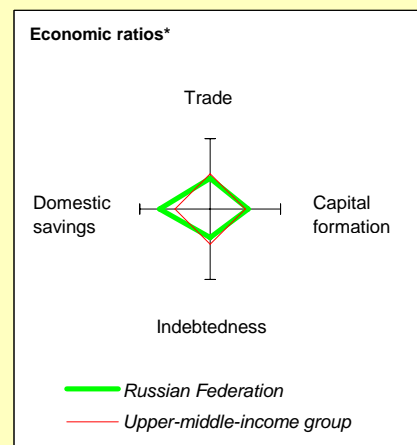 Economic ratios*
Trade
Domestic
savings
Capital
formation
Indebtedness
Russian Federation
Upper-middle-income group